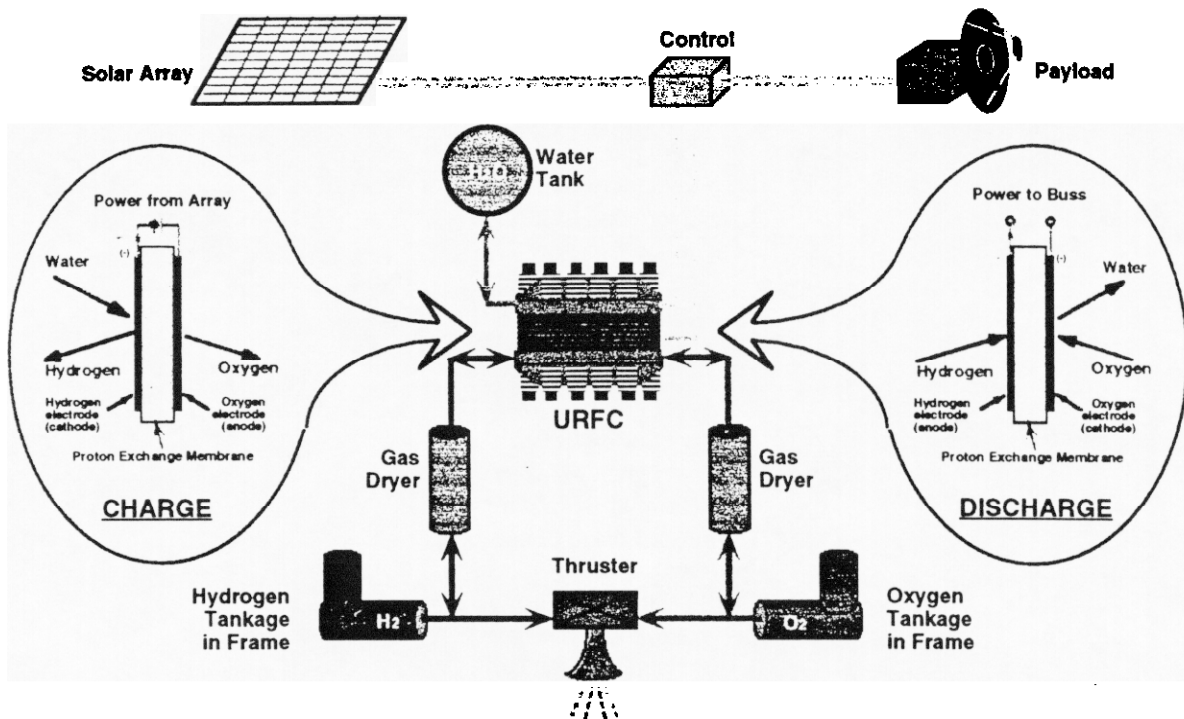 Solar Array
Control
Payload
Water
Tank
Power from Array
(-)
Water
Hydrogen
Oxygen
Hydrogen
electrode
(cathode)
Oxygen
electrode
(anode)
Proton Exchange Membrane
CHARGE
URFC
Gas
Dryer
Gas
Dryer
Power to Buss
(-)
Water
Hydrogen
Oxygen
Hydrogen
electrode
(anode)
Oxygen
electrode
(cathode)
Proton Exchange Membrane
DISCHARGE
Hydrogen
Tankage
in Frame
H2
Thruster
O2
Oxygen
Tankage
in Frame